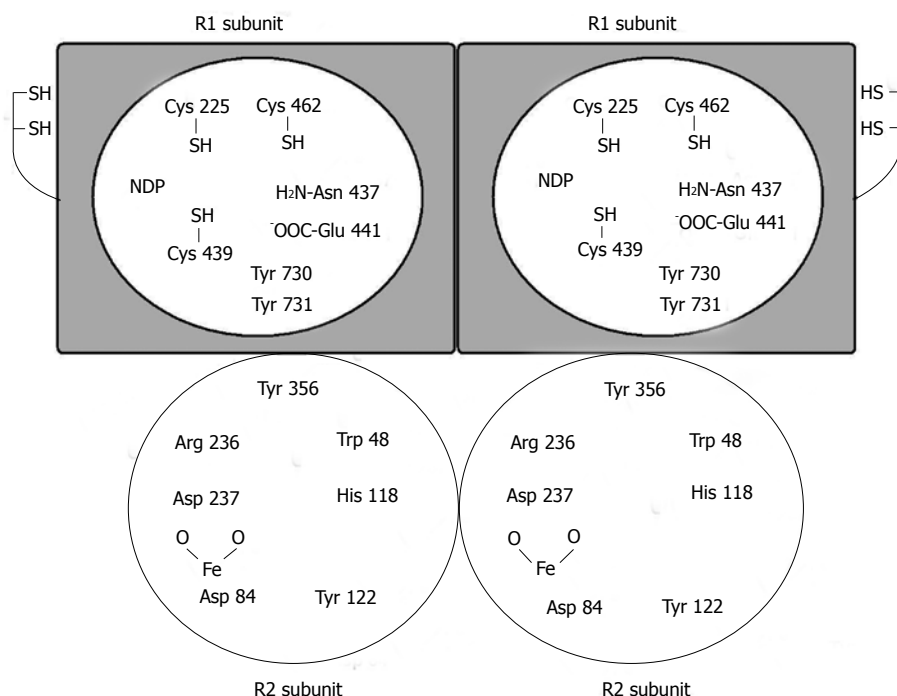 R1 subunit
R1 subunit
SH
SH
Cys 225
SH
Cys 462
SH
NDP
H₂N-Asn 437
SH
Cys 439
⁻OOC-Glu 441
Tyr 730
Tyr 731
Cys 225
SH
Cys 462
SH
NDP
H₂N-Asn 437
SH
Cys 439
⁻OOC-Glu 441
Tyr 730
Tyr 731
HS
HS
Tyr 356
Arg 236
Trp 48
Asp 237
His 118
O
O
Fe
Asp 84
Tyr 122
Tyr 356
Arg 236
Trp 48
Asp 237
His 118
O
O
Fe
Asp 84
Tyr 122
R2 subunit
R2 subunit